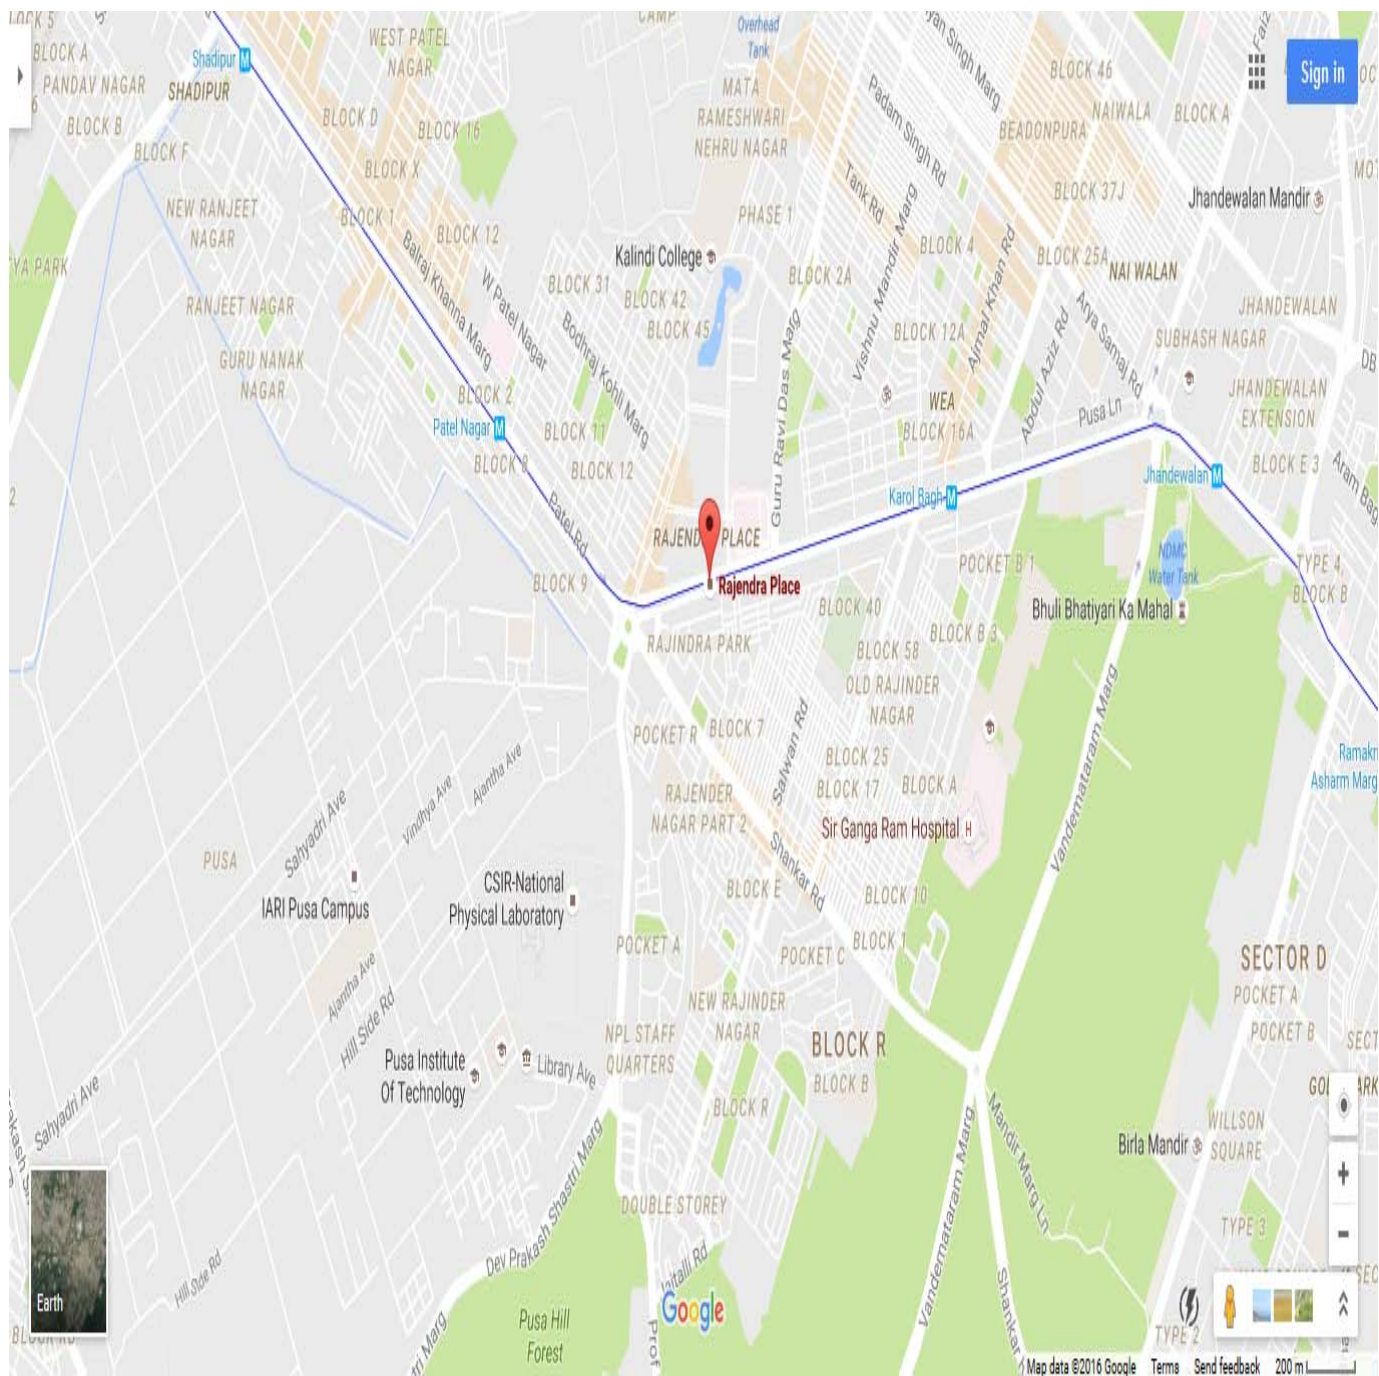 BLOCK A
PANDAV NAGAR
BLOCK B
BLOCK F
Shadipur M
SHADIPUR
WEST PATEL
NAGAR
CAMP
Overhead
Tank
BLOCK D
BLOCK 16
BLOCK X
BLOCK 1
MATA
RAMESHWARI
NEHRU NAGAR
PHASE 1
Padam Singh Rd
Tank Rd
Vishnu Mandir Marg
BLOCK 46
BEADONPURA
NAIWALA
BLOCK A
BLOCK 37J
Sign in
Jhandewalan Mandir
NEW RANJEET
NAGAR
RANJEET NAGAR
GURU NANAK
NAGAR
BLOCK 12
Balraj Khanna Marg
W Patel Nagar
BLOCK 31
BLOCK 42
BLOCK 45
Kalindi College
Bodhraj Kohli Marg
BLOCK 2A
BLOCK 4
BLOCK 25A
NAI WALAN
BLOCK 12A
Ajmal Khan Rd
Abdul Aziz Rd
Arya Samaj Rd
JHANDEWALAN
SUBHASH NAGAR
JHANDEWALAN
EXTENSION
BLOCK E 3
WEA
BLOCK 16A
Pusa Ln
Guru Ravi Das Marg
BLOCK 2
Patel Nagar M
BLOCK 8
BLOCK 11
BLOCK 12
Patel Rd
BLOCK 9
Karol Bagh M
Jhandewalan M
RAJEND
PLACE
Rajendra Place
RAJINDRA PARK
BLOCK 40
BLOCK 58
POCKET B 1
BLOCK B 3
NDMC
Water Tank
Bhuli Bhatiyari Ka Mahal
TYPE 4,
BLOCK B
OLD RAJINDER
NAGAR
POCKET R
BLOCK 7
Salwan Rd
BLOCK 25
BLOCK 17
BLOCK A
RAJENDER
NAGAR PART 2
Sir Ganga Ram Hospital H
Vandemataram Marg
Asharm Marg
Sahyadri Ave
Vindhya Ave
Ajantha Ave
PUSA
IARI Pusa Campus
CSIR-National
Physical Laboratory
Shankar Rd
BLOCK E
BLOCK 10
BLOCK 1
POCKET A
POCKET C
Ajantha Ave
Hill Side Rd
NEW RAJINDER
NAGAR
BLOCK R
BLOCK B
SECTOR D
POCKET A
POCKET B
NPL STAFF
QUARTERS
Pusa Institute
Of Technology
Library Ave
BLOCK R
Sahyadri Ave
Dev Prakash Shastri Marg
DOUBLE STOREY
Vandemataram Marg
Mandir Marg Ln
Birla Mandir
WILLSON
SQUARE
TYPE 3
Hill Side Rd
Earth
Pusa Hill
Forest
Google
TYPE 2
Map data ©2016 Google Terms Send feedback 200 m